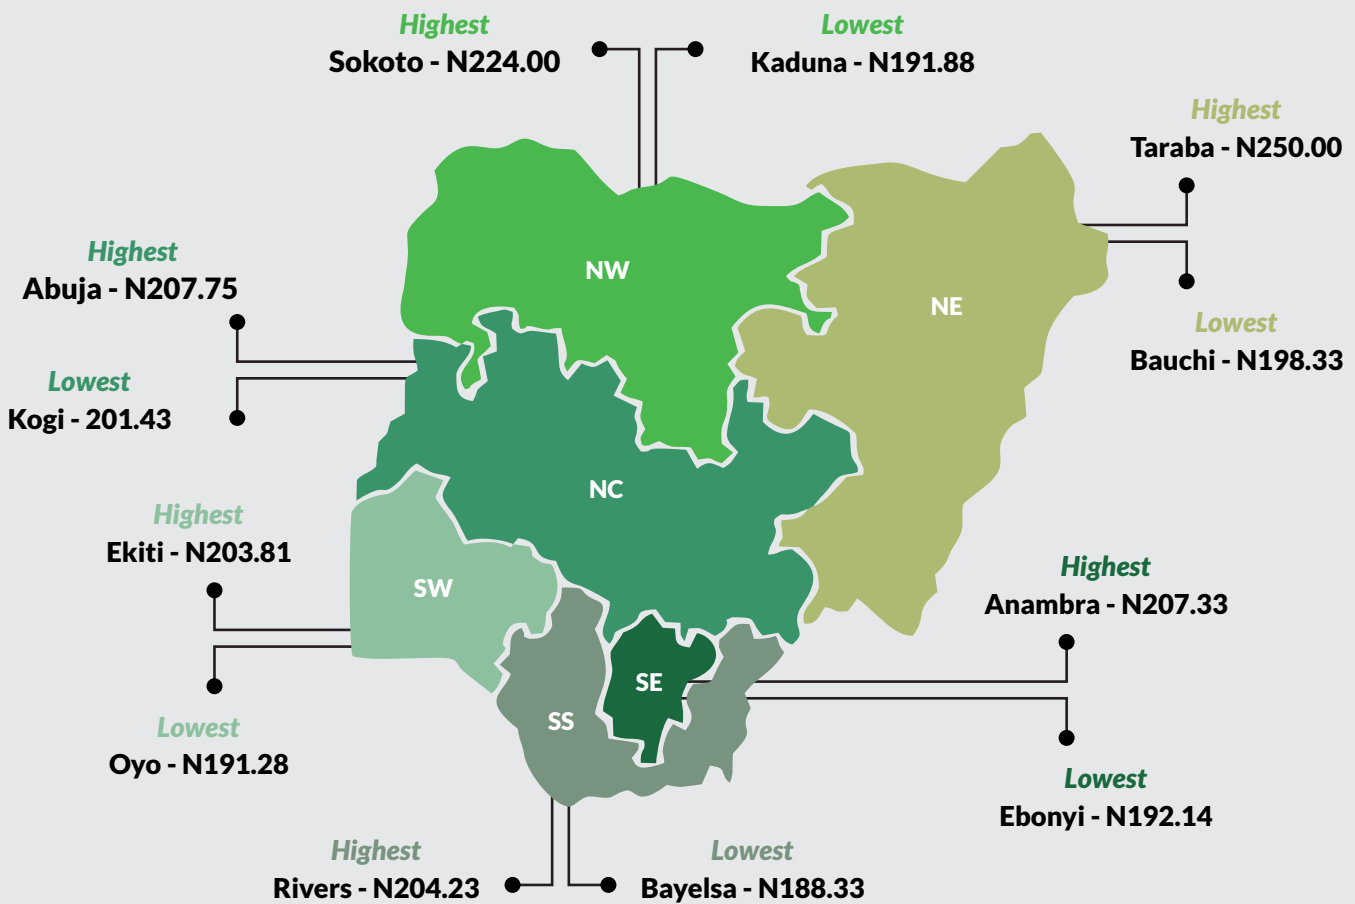 Highest
Sokoto - N224.00
Lowest
Kaduna - N191.88
Highest
Taraba - N250.00
Lowest
Bauchi - N198.33
Highest
Abuja - N207.75
Lowest
Kogi - 201.43
NW
NE
NC
SW
SS
SE
Highest
Ekiti - N203.81
Lowest
Oyo - N191.28
Highest
Anambra - N207.33
Lowest
Ebonyi - N192.14
Highest
Rivers - N204.23
Lowest
Bayelsa - N188.33